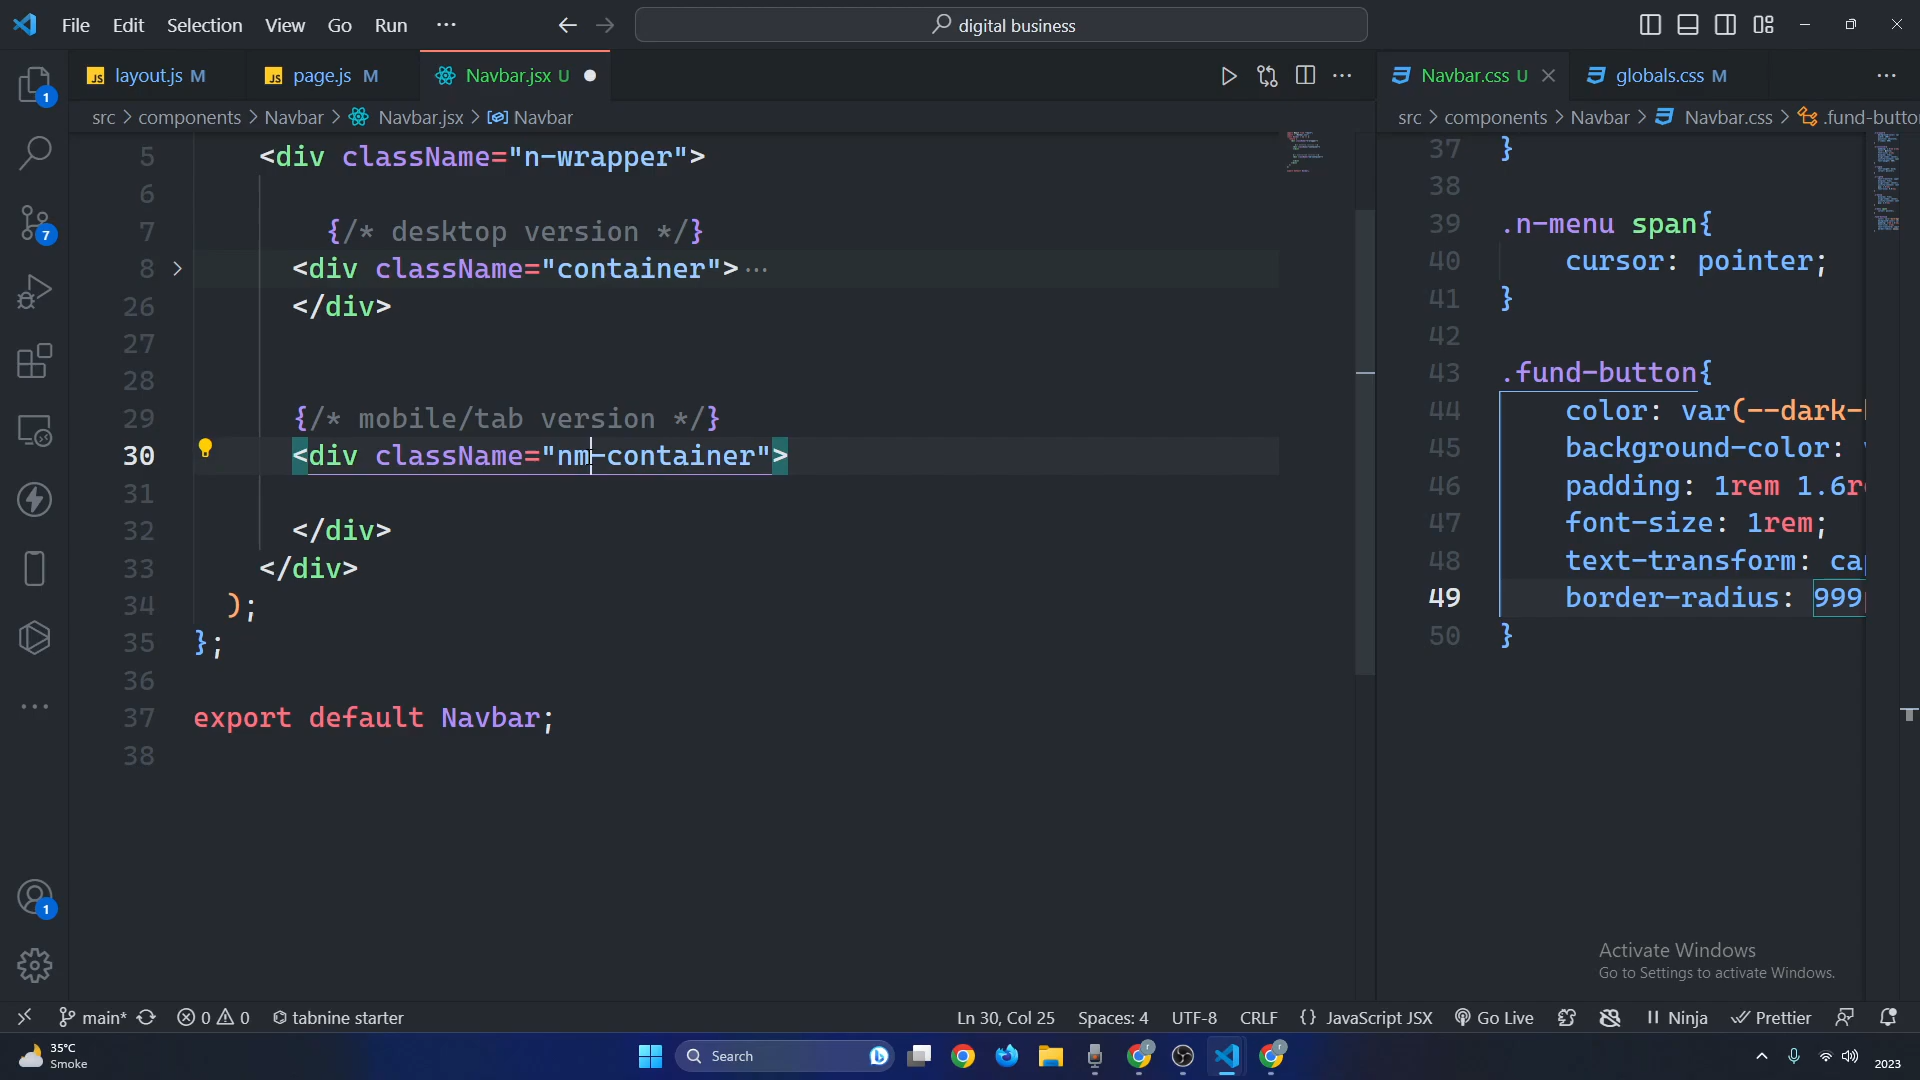 File Edit Selection View Go Run ··· digital business
layout.js M page.js M Navbar.jsx U Navbar.css U globals.css M
src > components > Navbar > Navbar.jsx > Navbar
src > components > Navbar > Navbar.css > .fund-button
5 <div className="n-wrapper">
6
7 {/* desktop version */}
8 <div className="container">···
26 </div>
27
28
29 {/* mobile/tab version */}
30 <div className="nm-container">
31
32 </div>
33 </div>
34 );
35 };
36
37 export default Navbar;
38
37 }
38
39 .n-menu span{
40 cursor: pointer;
41 }
42
43 .fund-button{
44 color: var(--dark-
45 background-color:
46 padding: 1rem 1.6r
47 font-size: 1rem;
48 text-transform: ca
49 border-radius: 999
50 }
1
7
1
Activate Windows
Go to Settings to activate Windows.
main* 0 0 tabnine starter Ln 30, Col 25 Spaces: 4 UTF-8 CRLF {} JavaScript JSX Go Live Ninja Prettier
35°C
Smoke
Search
2023